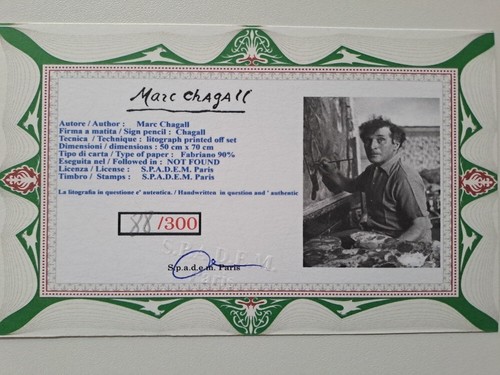 Marc Chagall
Autore / Author : Marc Chagall
Firma a matita / Sign pencil : Chagall
Tecnica / Technique : litograph printed off set
Dimensioni / dimensions : 50 cm x 70 cm
Tipo di carta / Type of paper : Fabriano 90%
Eseguita nel / Followed in : NOT FOUND
Licenza / License : S.P.A.D.E.M. Paris
Timbro / Stamps : S.P.A.D.E.M. Paris
La litografia in questione e' autentica. / Handwritten in question and ' authentic
/300
S.P.A.D.E.M.
S.p.a.d.e.m. Paris